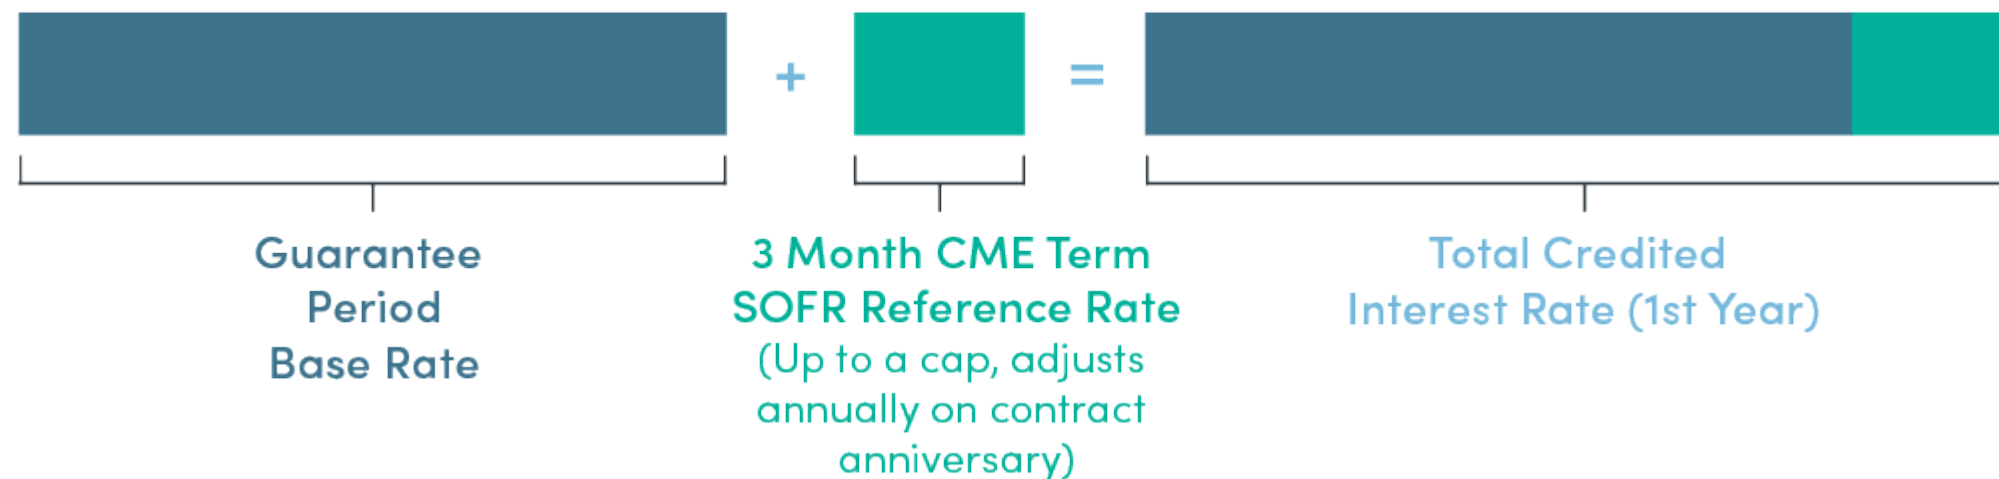 +
=
Guarantee
Period
Base Rate
3 Month CME Term
SOFR Reference Rate
(Up to a cap, adjusts
annually on contract
anniversary)
Total Credited
Interest Rate (1st Year)